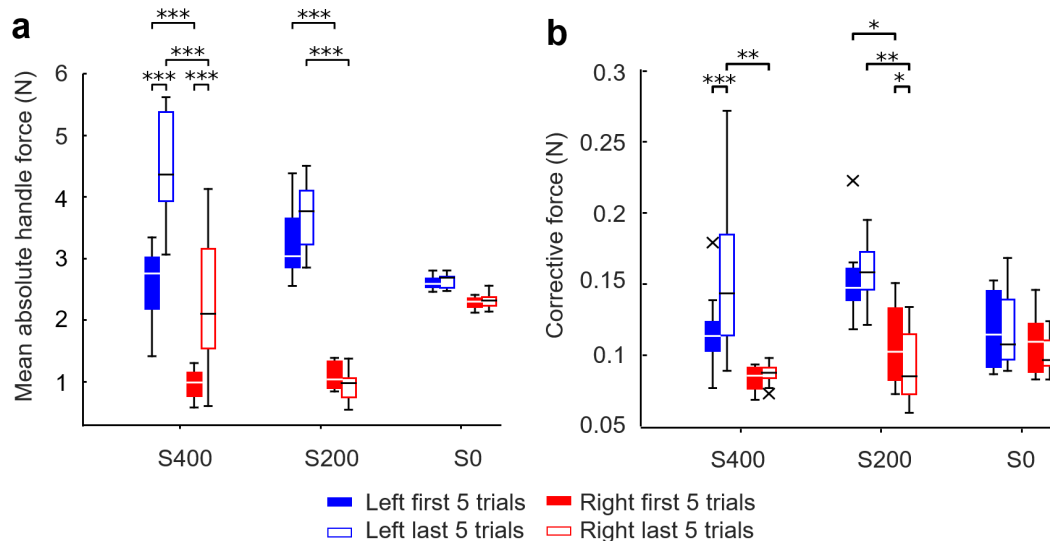 a
b
*** ***
*** ***
*** ***
Mean absolute handle force (N)
6
5
4
3
2
1
S400 S200 S0
*
** **
*** *
Corrective force (N)
0.3
0.25
0.2
0.15
0.1
0.05
S400 S200 S0
Left first 5 trials Right first 5 trials
Left last 5 trials Right last 5 trials